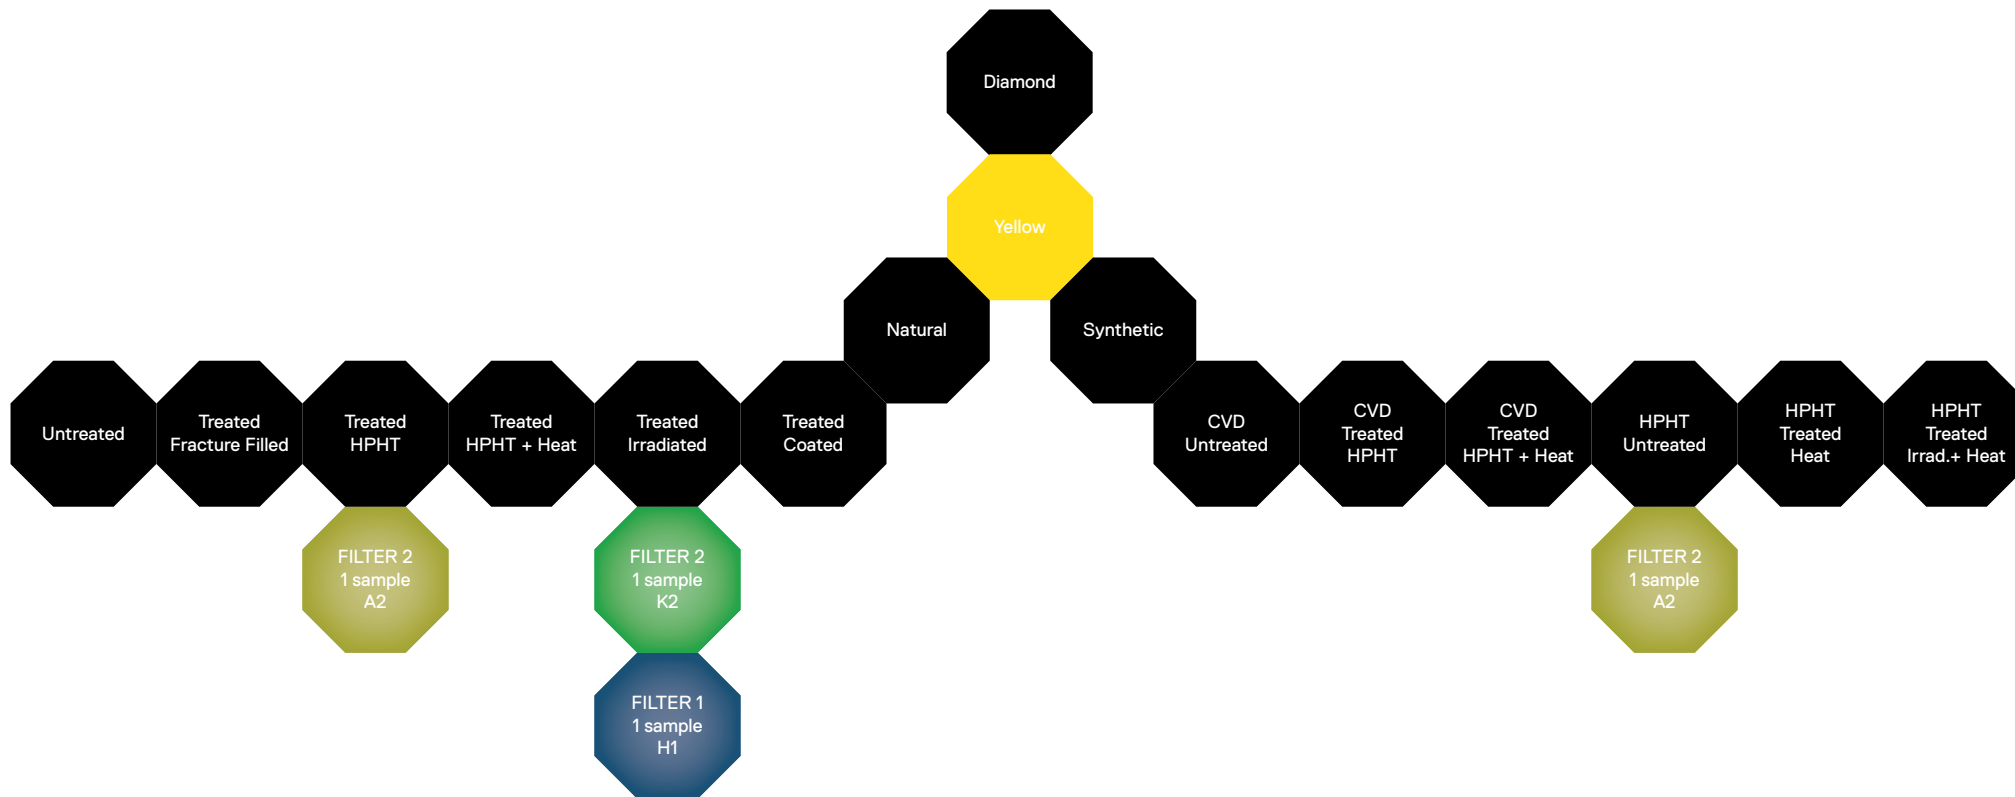 Diamond
Yellow
Natural
Synthetic
Untreated
Treated
Fracture Filled
Treated
HPHT
Treated
HPHT + Heat
Treated
Irradiated
Treated
Coated
CVD
Untreated
CVD
Treated
HPHT
CVD
Treated
HPHT + Heat
HPHT
Untreated
HPHT
Treated
Heat
HPHT
Treated
Irrad.+ Heat
FILTER 2
1 sample
A2
FILTER 2
1 sample
K2
FILTER 2
1 sample
A2
FILTER 1
1 sample
H1